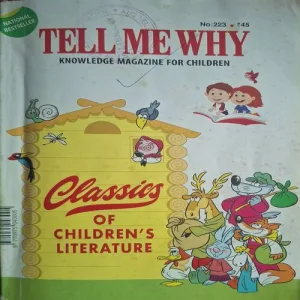 NATIONAL
BESTSELLER
No:223 • ₹45
TELL ME WHY
KNOWLEDGE MAGAZINE FOR CHILDREN
Classics
OF
CHILDREN'S
LITERATURE